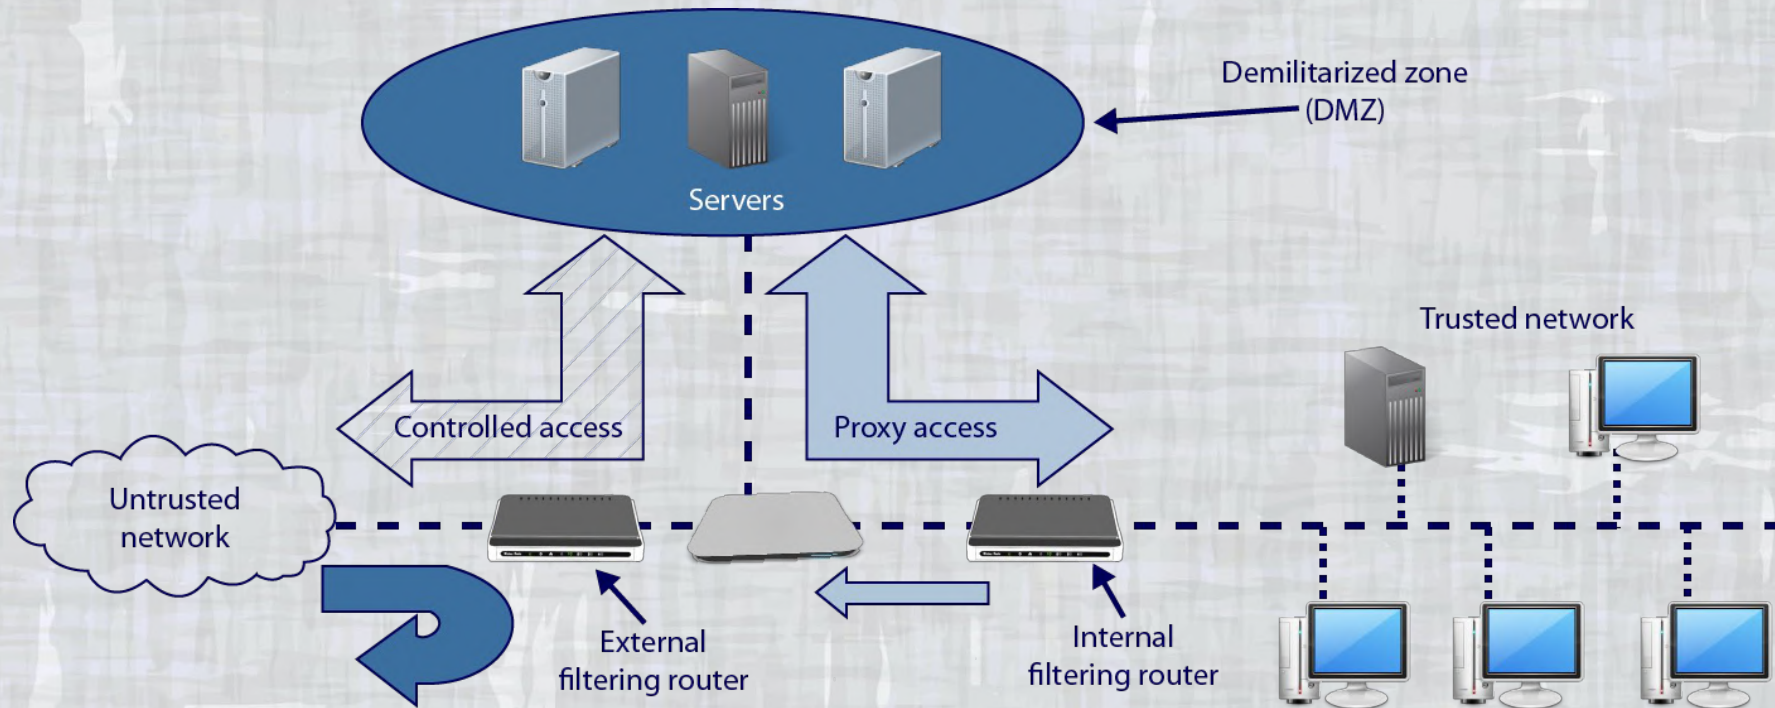 Demilitarized zone
(DMZ)
Servers
Trusted network
Controlled access
Proxy access
Untrusted
network
External
filtering router
Internal
filtering router